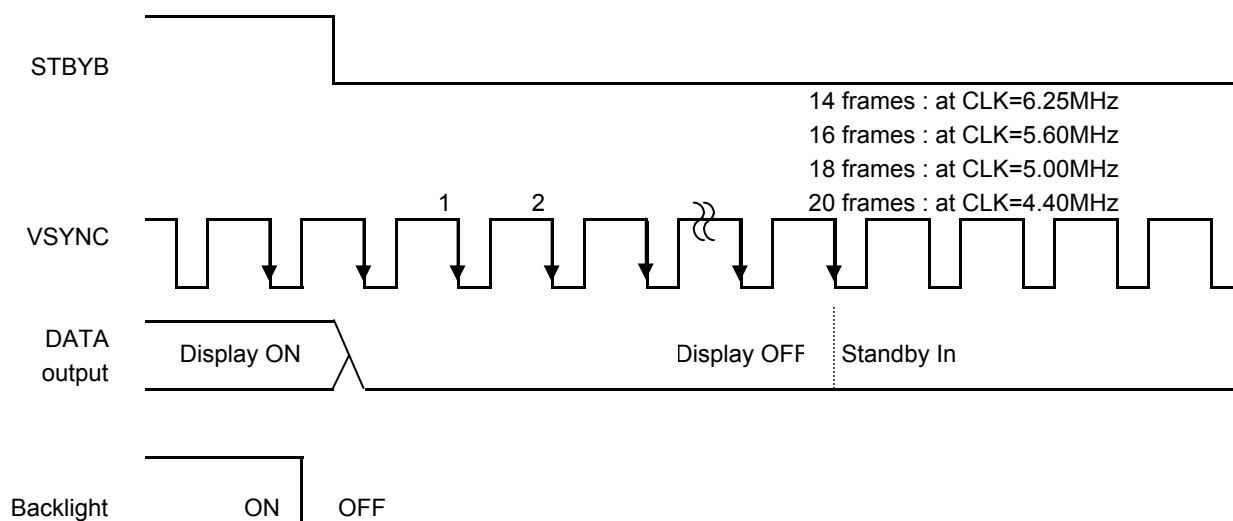 STBYB
14 frames : at CLK=6.25MHz
16 frames : at CLK=5.60MHz
18 frames : at CLK=5.00MHz
20 frames : at CLK=4.40MHz
1 2
VSYNC
DATA
output
Display ON Display OFF Standby In
Backlight ON OFF